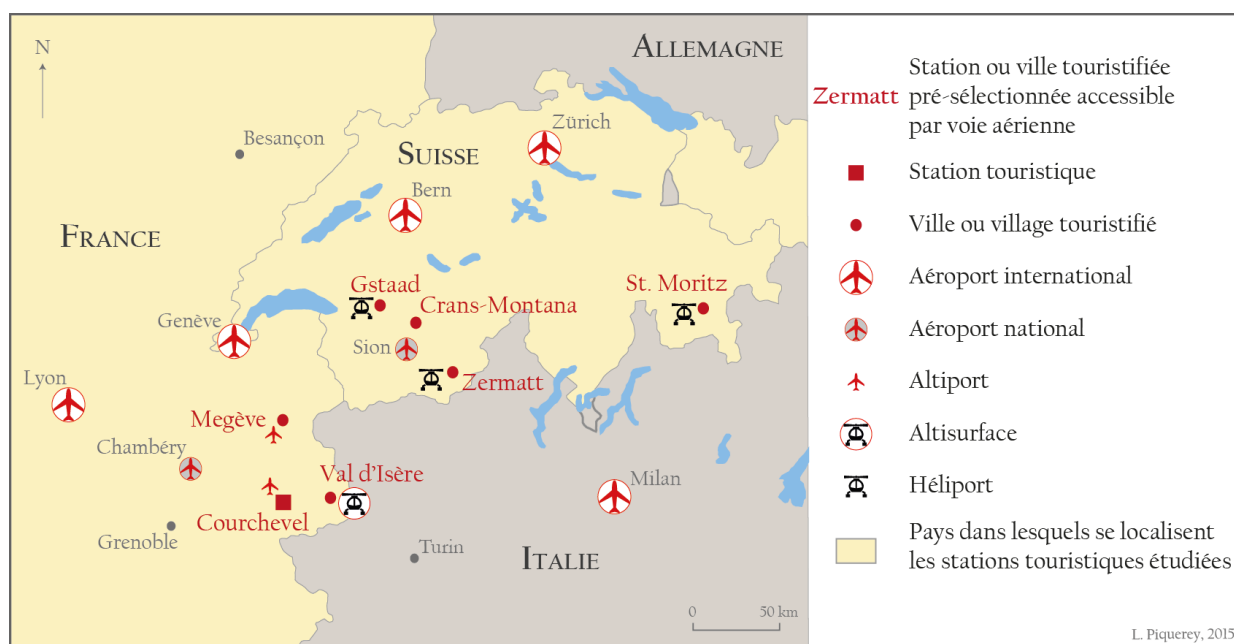 N
ALLEMAGNE
Besançon
Zürich
SUISSE
Bern
FRANCE
Gstaad
St. Moritz
Crans-Montana
Genève
Sion
Lyon
Zermatt
Megève
Chambéry
Val d'Isère
Milan
Courchevel
Grenoble
Turin
ITALIE
0 50 km
Zermatt
Station ou ville touristifiée
pré-sélectionnée accessible
par voie aérienne
Station touristique
Ville ou village touristifié
Aéroport international
Aéroport national
Altiport
Altisurface
Héliport
Pays dans lesquels se localisent
les stations touristiques étudiées
L. Piquerey, 2015